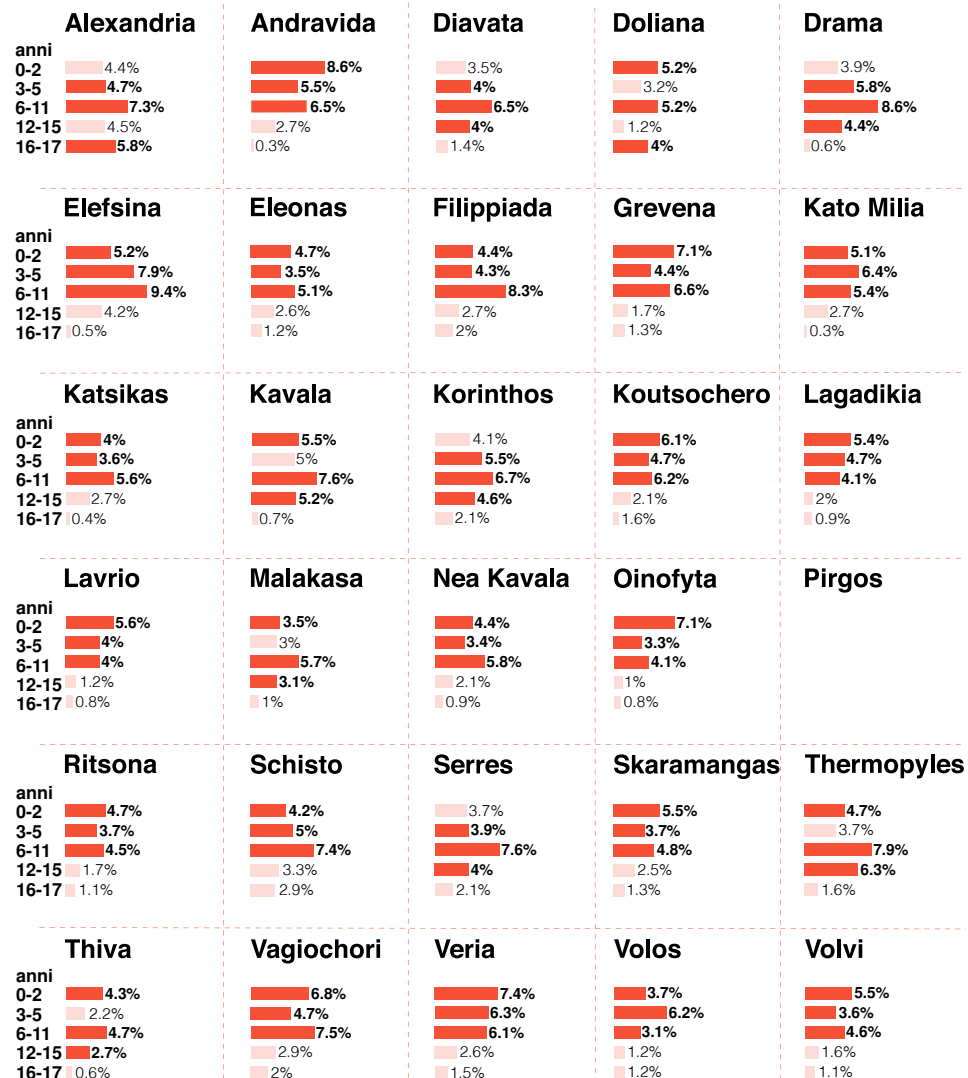 Alexandria Andravida Diavata Doliana Drama
anni
0-2 4.4% 8.6% 3.5% 5.2% 3.9%
3-5 4.7% 5.5% 4% 3.2% 5.8%
6-11 7.3% 6.5% 6.5% 5.2% 8.6%
12-15 4.5% 2.7% 4% 1.2% 4.4%
16-17 5.8% 0.3% 1.4% 4% 0.6%
Elefsina Eleonas Filippiada Grevena Kato Milia
anni
0-2 5.2% 4.7% 4.4% 7.1% 5.1%
3-5 7.9% 3.5% 4.3% 4.4% 6.4%
6-11 9.4% 5.1% 8.3% 6.6% 5.4%
12-15 4.2% 2.6% 2.7% 1.7% 2.7%
16-17 0.5% 1.2% 2% 1.3% 0.3%
Katsikas Kavala Korinthos Koutsochero Lagadikia
anni
0-2 4% 5.5% 4.1% 6.1% 5.4%
3-5 3.6% 5% 5.5% 4.7% 4.7%
6-11 5.6% 7.6% 6.7% 6.2% 4.1%
12-15 2.7% 5.2% 4.6% 2.1% 2%
16-17 0.4% 0.7% 2.1% 1.6% 0.9%
Lavrio Malakasa Nea Kavala Oinofyta Pirgos
anni
0-2 5.6% 3.5% 4.4% 7.1%
3-5 4% 3% 3.4% 3.3%
6-11 4% 5.7% 5.8% 4.1%
12-15 1.2% 3.1% 2.1% 1%
16-17 0.8% 1% 0.9% 0.8%
Ritsona Schisto Serres Skaramangas Thermopyles
anni
0-2 4.7% 4.2% 3.7% 5.5% 4.7%
3-5 3.7% 5% 3.9% 3.7% 3.7%
6-11 4.5% 7.4% 7.6% 4.8% 7.9%
12-15 1.7% 3.3% 4% 2.5% 6.3%
16-17 1.1% 2.9% 2.1% 1.3% 1.6%
Thiva Vagiochori Veria Volos Volvi
anni
0-2 4.3% 6.8% 7.4% 3.7% 5.5%
3-5 2.2% 4.7% 6.3% 6.2% 3.6%
6-11 4.7% 7.5% 6.1% 3.1% 4.6%
12-15 2.7% 2.9% 2.6% 1.2% 1.6%
16-17 0.6% 2% 1.5% 1.2% 1.1%